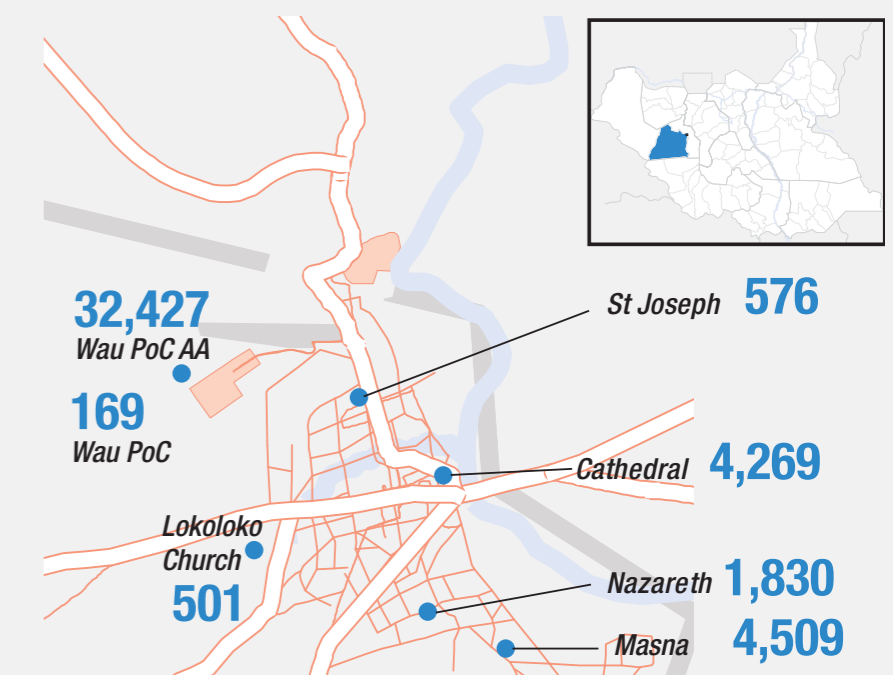 32,427
Wau PoC AA
169
Wau PoC
St Joseph 576
Cathedral 4,269
Lokoloko
Church
501
Nazareth 1,830
Masna 4,509